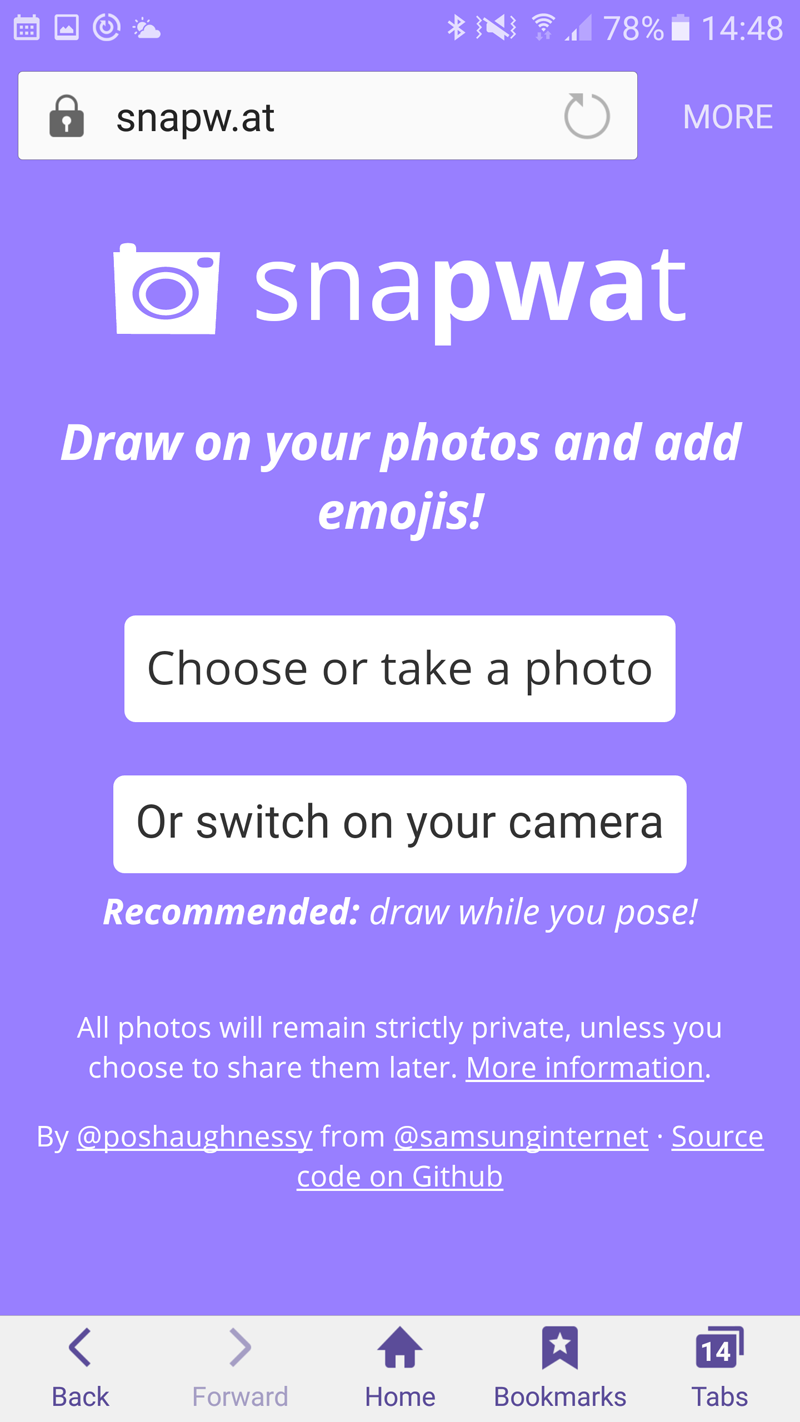 78% 14:48
snapw.at MORE
snapwat
Draw on your photos and add
emojis!
Choose or take a photo
Or switch on your camera
Recommended: draw while you pose!
All photos will remain strictly private, unless you
choose to share them later. More information.
By @poshaughnessy from @samsunginternet · Source
code on Github
14
Back Forward Home Bookmarks Tabs